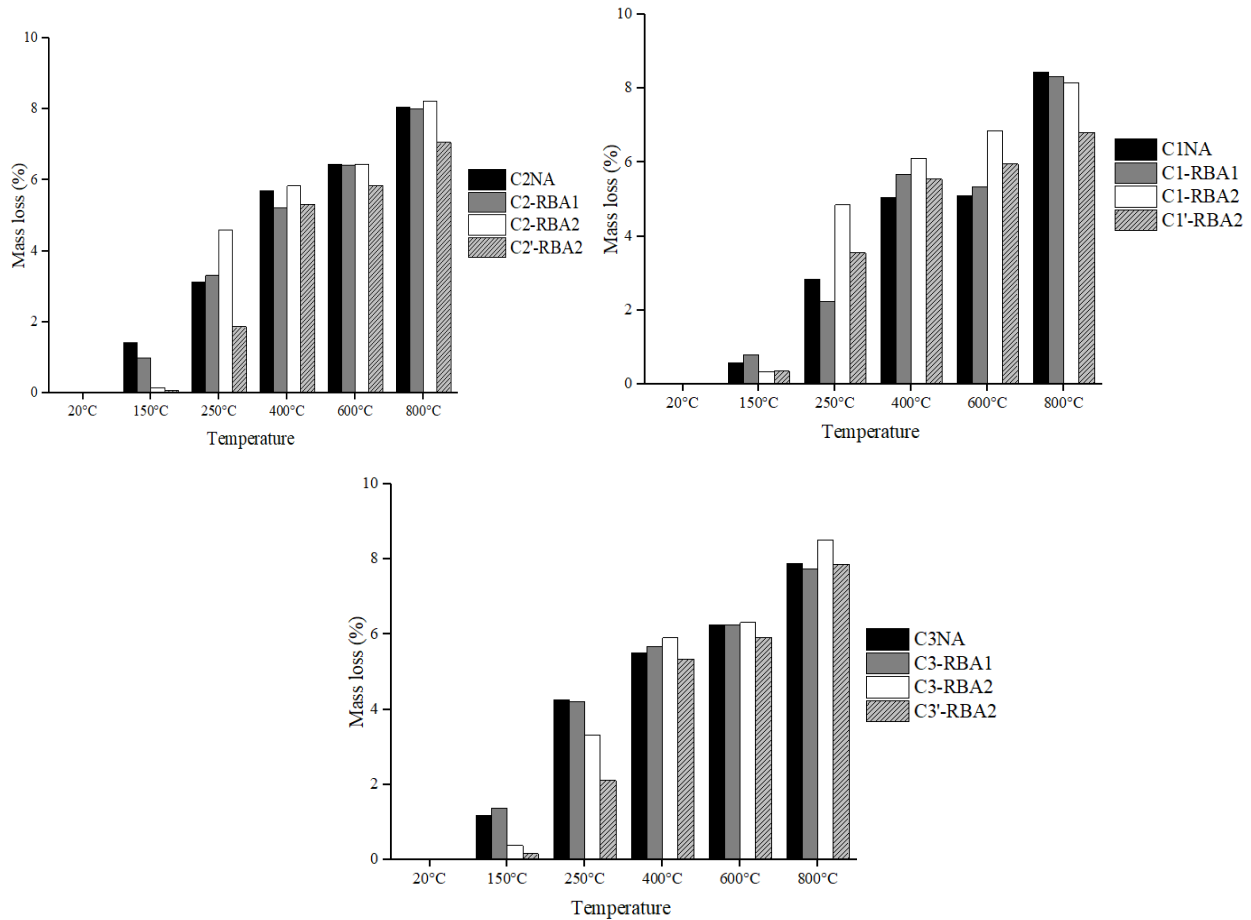 10
8
6
4
2
0
Mass loss (%)
20°C 150°C 250°C 400°C 600°C 800°C
Temperature
C2NA
C2-RBA1
C2-RBA2
C2'-RBA2
10
8
6
4
2
0
Mass loss (%)
20°C 150°C 250°C 400°C 600°C 800°C
Temperature
C1NA
C1-RBA1
C1-RBA2
C1'-RBA2
10
8
6
4
2
0
Mass loss (%)
20°C 150°C 250°C 400°C 600°C 800°C
Temperature
C3NA
C3-RBA1
C3-RBA2
C3'-RBA2